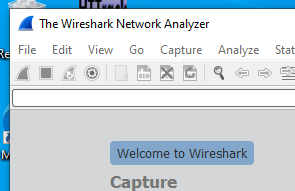 The Wireshark Network Analyzer
File Edit View Go Capture Analyze Stat
Welcome to Wireshark
Capture